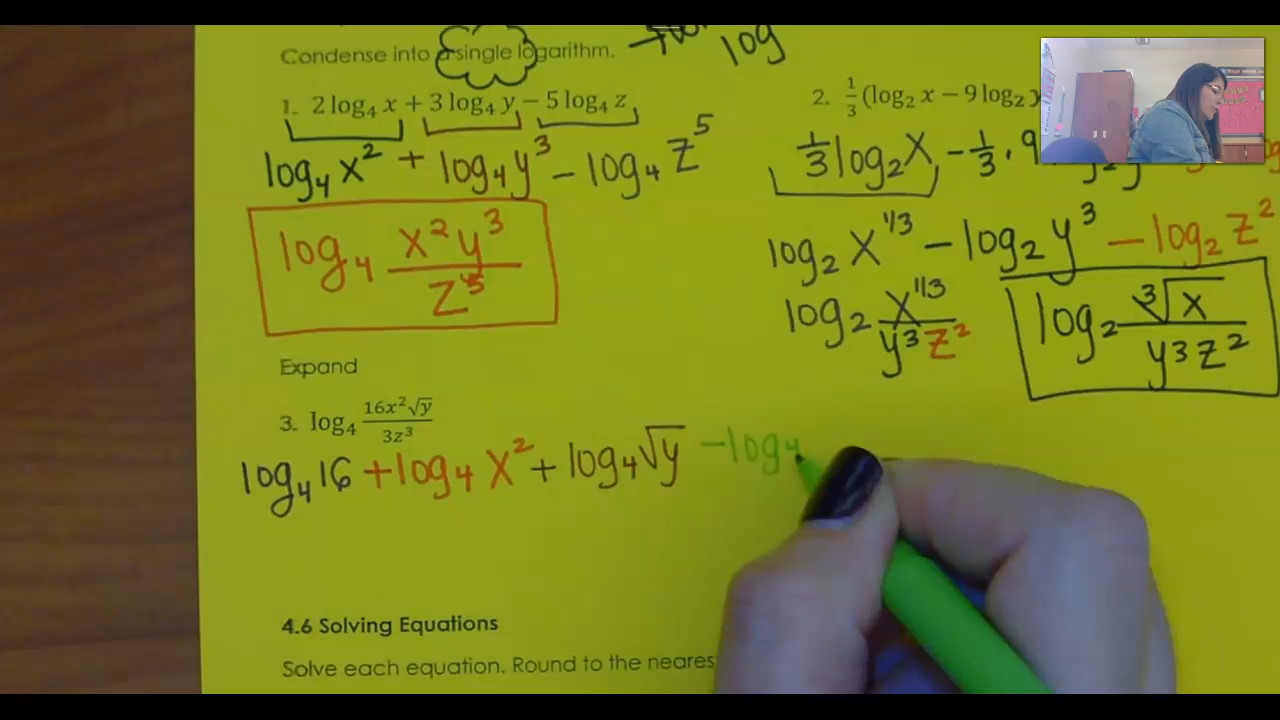 Condense into a single logarithm.
log
1. 2 log₄ x + 3 log₄ y − 5 log₄ z
log₄ x² + log₄ y³ − log₄ z⁵
log₄ x²y³ / z⁵
2. 1/3 (log₂ x − 9 log₂ y
1/3 log₂ x − 1/3 · 9
log₂ x^1/3 − log₂ y³ − log₂ z²
log₂ x^1/3 / y³z²
log₂ ∛x / y³z²
Expand
3. log₄ 16x²√y / 3z³
log₄ 16 + log₄ x² + log₄ √y − log₄
4.6 Solving Equations
Solve each equation. Round to the neares